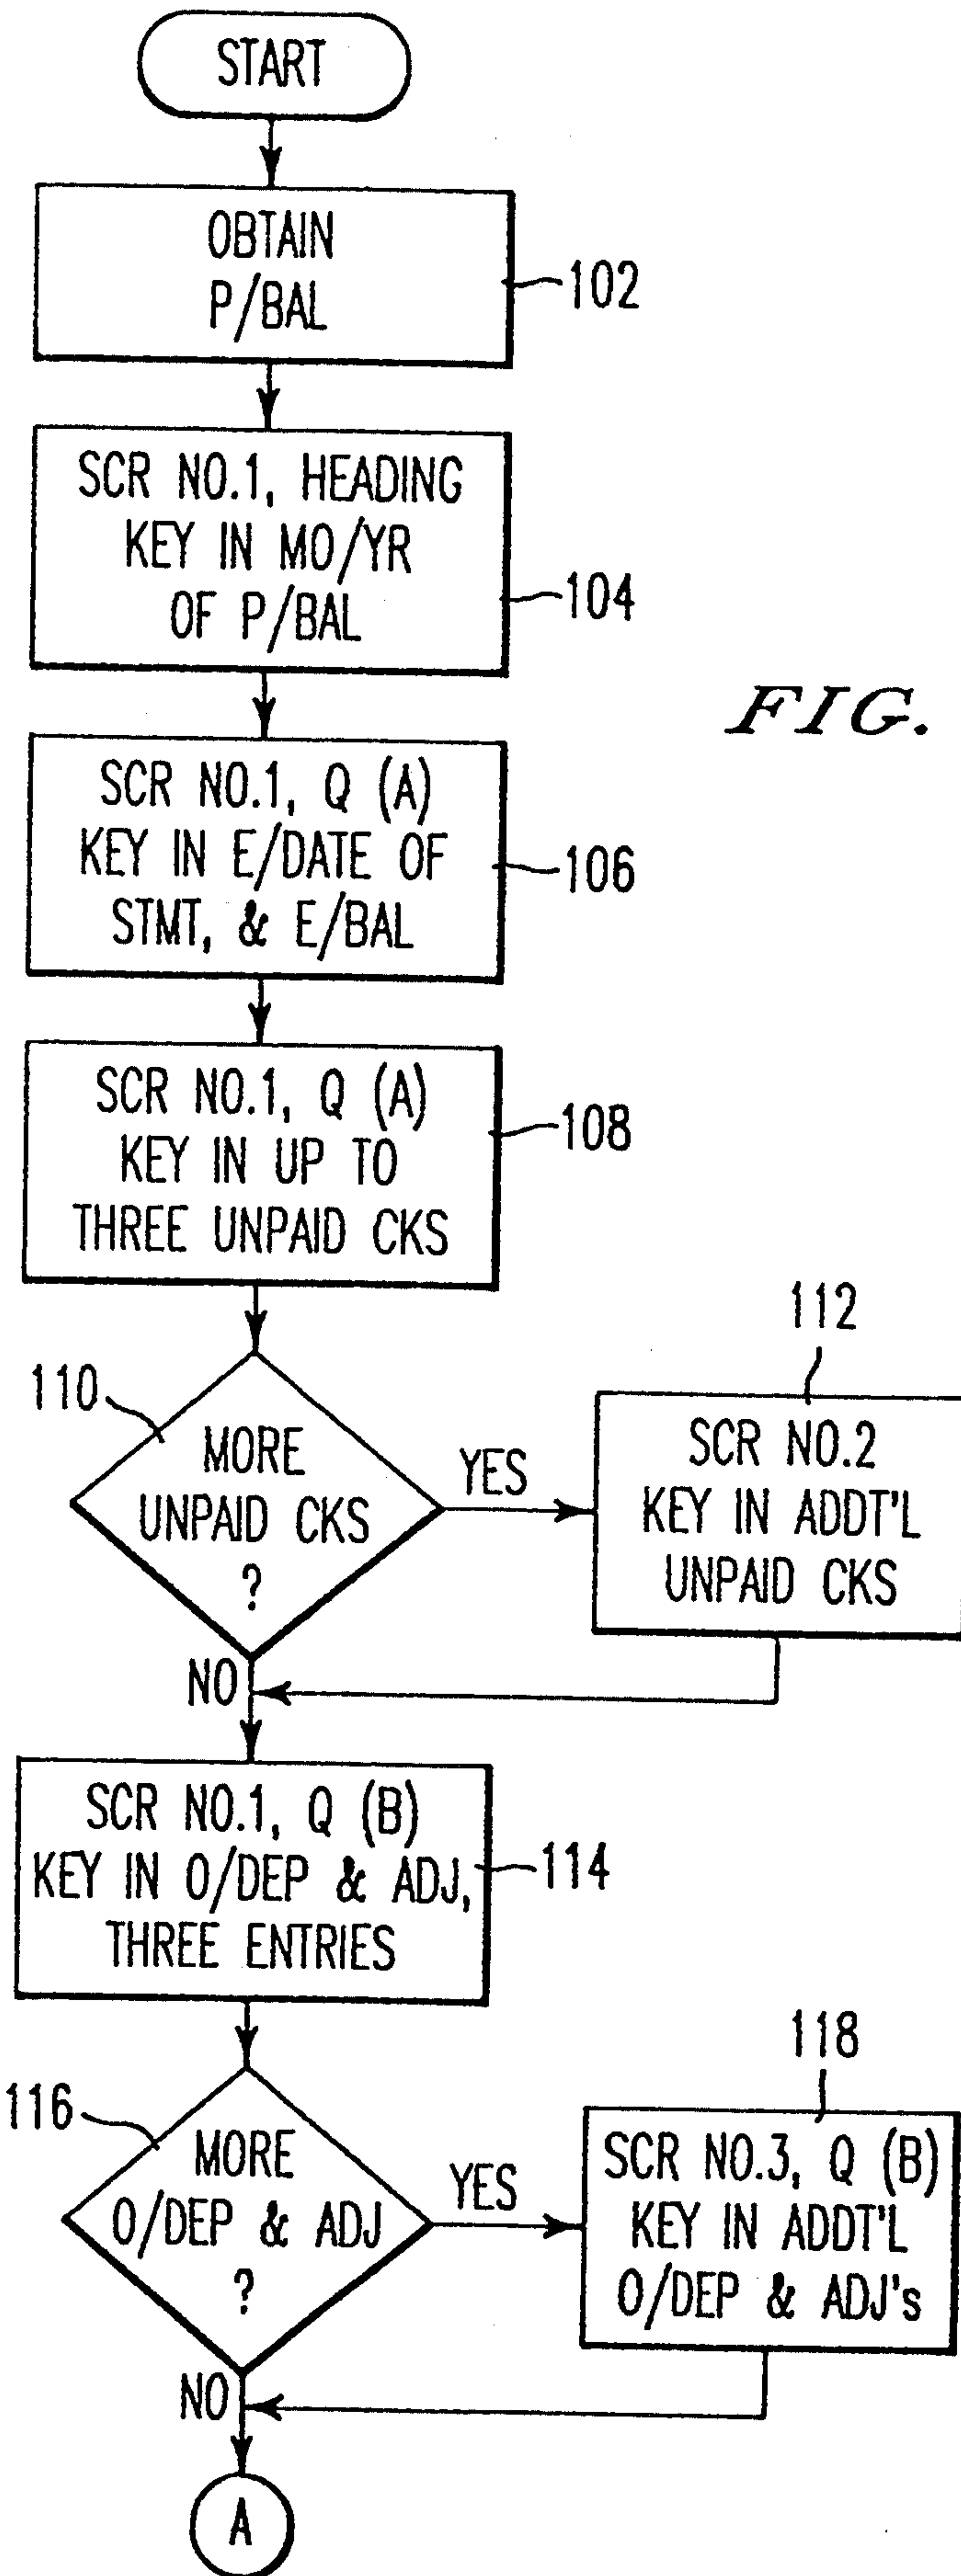 START
OBTAIN
P/BAL
102
SCR NO.1, HEADING
KEY IN MO/YR
OF P/BAL
104
FIG.
SCR NO.1, Q (A)
KEY IN E/DATE OF
STMT, & E/BAL
106
SCR NO.1, Q (A)
KEY IN UP TO
THREE UNPAID CKS
108
110
MORE
UNPAID CKS
?
YES
112
SCR NO.2
KEY IN ADDT'L
UNPAID CKS
NO
SCR NO.1, Q (B)
KEY IN O/DEP & ADJ,
THREE ENTRIES
114
116
MORE
O/DEP & ADJ
?
YES
118
SCR NO.3, Q (B)
KEY IN ADDT'L
O/DEP & ADJ's
NO
A